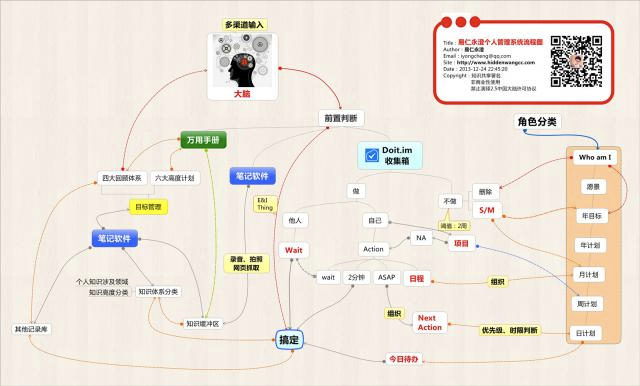 多渠道输入
大脑
Title：易仁永澄个人管理系统流程图
Author：易仁永澄
Email：iyongcheng@qq.com
Site：http://www.hiddenwangcc.com
Date：2013-12-24 22:45:20
Copyright：知识共享署名
非商业性使用
禁止演绎2.5中国大陆许可协议
前置判断
角色分类
万用手册
Doit.im
收集箱
Who am I
四大回顾体系
六大高度计划
笔记软件
愿景
做
不做
删除
目标管理
E&I
Thing
S/M
年目标
他人
自己
阈值：2周
笔记软件
NA
项目
Wait
Action
年计划
录音、拍照
网页抓取
wait
2分钟
ASAP
日程
组织
月计划
个人知识涉及领域
知识高度分类
知识体系分类
周计划
组织
其他记录库
知识缓冲区
Next
Action
优先级、时限判断
日计划
搞定
今日待办